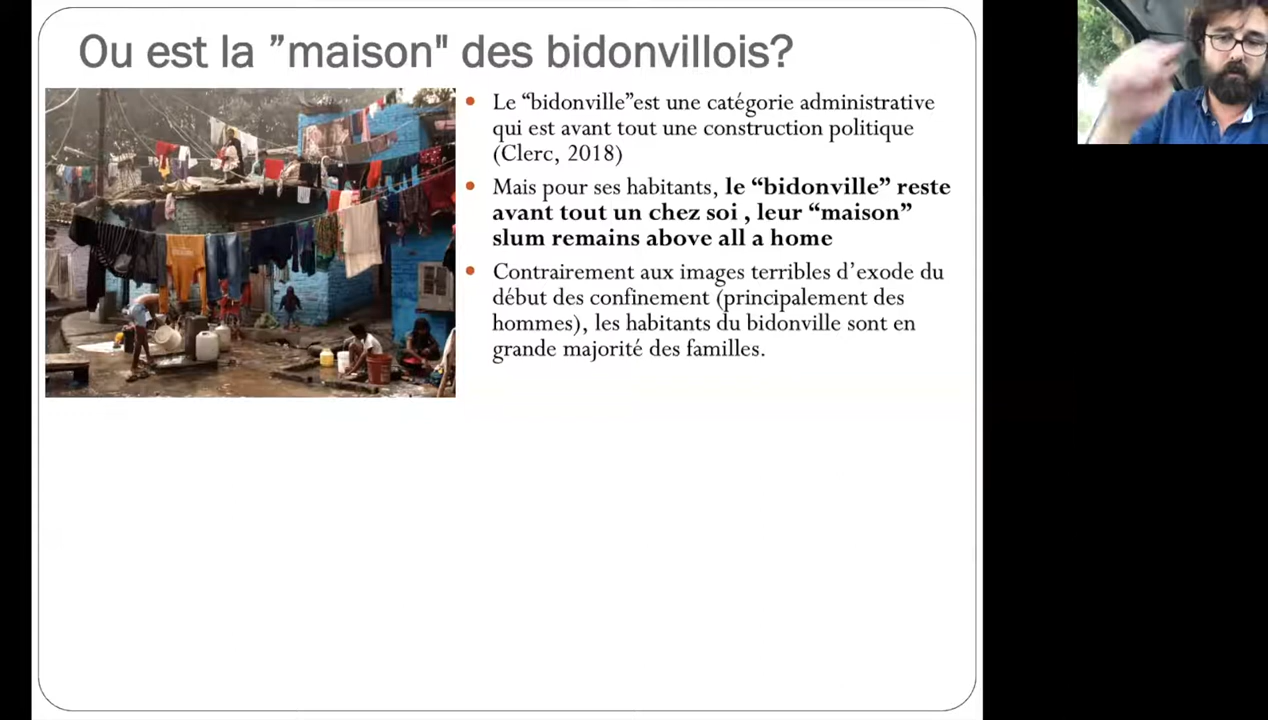 Ou est la ”maison" des bidonvillois?
• Le “bidonville”est une catégorie administrative
qui est avant tout une construction politique
(Clerc, 2018)
• Mais pour ses habitants, le “bidonville” reste
avant tout un chez soi , leur “maison”
slum remains above all a home
• Contrairement aux images terribles d’exode du
début des confinement (principalement des
hommes), les habitants du bidonville sont en
grande majorité des familles.